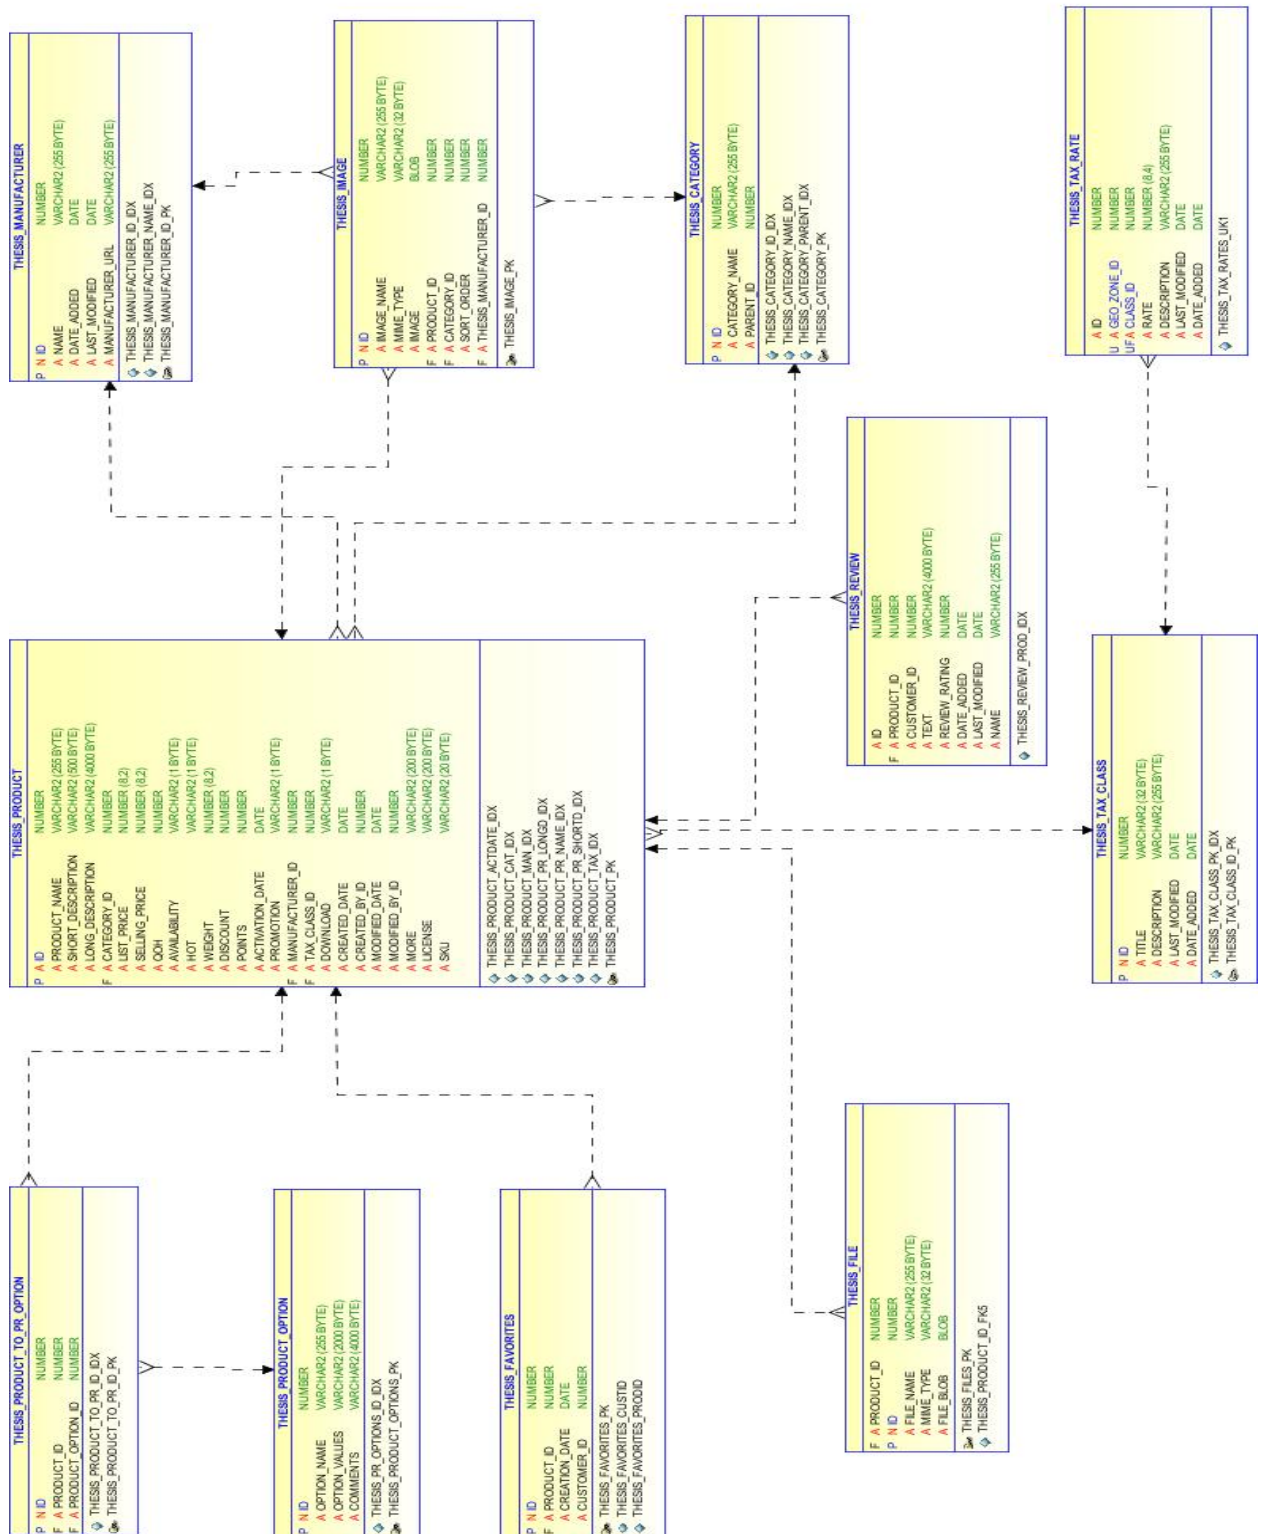 THESIS_PRODUCT_TO_PR_OPTION
P N ID NUMBER
F A PRODUCT_ID NUMBER
F A PRODUCT_OPTION_ID NUMBER
THESIS_PRODUCT_TO_PR_ID_IDX
THESIS_PRODUCT_TO_PR_ID_PK
THESIS_PRODUCT_OPTION
P N ID NUMBER
A OPTION_NAME VARCHAR2 (255 BYTE)
A OPTION_VALUES VARCHAR2 (2000 BYTE)
A COMMENTS VARCHAR2 (4000 BYTE)
THESIS_PR_OPTIONS_ID_IDX
THESIS_PRODUCT_OPTIONS_PK
THESIS_FAVORITES
P N ID NUMBER
F A PRODUCT_ID NUMBER
A CREATION_DATE DATE
A CUSTOMER_ID NUMBER
THESIS_FAVORITES_PK
THESIS_FAVORITES_CUSTID
THESIS_FAVORITES_PRODID
THESIS_FILE
F A PRODUCT_ID NUMBER
P N ID NUMBER
A FILE_NAME VARCHAR2 (255 BYTE)
A MIME_TYPE VARCHAR2 (32 BYTE)
A FILE_BLOB BLOB
THESIS_FILES_PK
THESIS_PRODUCT_ID_FK5
THESIS_PRODUCT
P A ID NUMBER
A PRODUCT_NAME VARCHAR2 (255 BYTE)
A SHORT_DESCRIPTION VARCHAR2 (500 BYTE)
A LONG_DESCRIPTION VARCHAR2 (4000 BYTE)
F A CATEGORY_ID NUMBER
A LIST_PRICE NUMBER (8,2)
A SELLING_PRICE NUMBER (8,2)
A QOH NUMBER
A AVAILABILITY VARCHAR2 (1 BYTE)
A HOT VARCHAR2 (1 BYTE)
A WEIGHT NUMBER (8,2)
A DISCOUNT NUMBER
A POINTS NUMBER
A ACTIVATION_DATE DATE
A PROMOTION VARCHAR2 (1 BYTE)
F A MANUFACTURER_ID NUMBER
F A TAX_CLASS_ID NUMBER
A DOWNLOAD VARCHAR2 (1 BYTE)
A CREATED_DATE DATE
A CREATED_BY_ID NUMBER
A MODIFIED_DATE DATE
A MODIFIED_BY_ID NUMBER
A MORE VARCHAR2 (200 BYTE)
A LICENSE VARCHAR2 (200 BYTE)
A SKU VARCHAR2 (20 BYTE)
THESIS_PRODUCT_ACTDATE_IDX
THESIS_PRODUCT_CAT_IDX
THESIS_PRODUCT_MAN_IDX
THESIS_PRODUCT_PR_LONGD_IDX
THESIS_PRODUCT_PR_NAME_IDX
THESIS_PRODUCT_PR_SHORTD_IDX
THESIS_PRODUCT_TAX_IDX
THESIS_PRODUCT_PK
THESIS_REVIEW
A ID NUMBER
F A PRODUCT_ID NUMBER
A CUSTOMER_ID NUMBER
A TEXT VARCHAR2 (4000 BYTE)
A REVIEW_RATING NUMBER
A DATE_ADDED DATE
A LAST_MODIFIED DATE
A NAME VARCHAR2 (255 BYTE)
THESIS_REVIEW_PROD_IDX
THESIS_TAX_CLASS
P N ID NUMBER
A TITLE VARCHAR2 (32 BYTE)
A DESCRIPTION VARCHAR2 (255 BYTE)
A LAST_MODIFIED DATE
A DATE_ADDED DATE
THESIS_TAX_CLASS_PK_IDX
THESIS_TAX_CLASS_ID_PK
THESIS_MANUFACTURER
P N ID NUMBER
A NAME VARCHAR2 (255 BYTE)
A DATE_ADDED DATE
A LAST_MODIFIED DATE
A MANUFACTURER_URL VARCHAR2 (255 BYTE)
THESIS_MANUFACTURER_ID_IDX
THESIS_MANUFACTURER_NAME_IDX
THESIS_MANUFACTURER_ID_PK
THESIS_IMAGE
P N ID NUMBER
A IMAGE_NAME VARCHAR2 (255 BYTE)
A MIME_TYPE VARCHAR2 (32 BYTE)
A IMAGE BLOB
F A PRODUCT_ID NUMBER
F A CATEGORY_ID NUMBER
A SORT_ORDER NUMBER
F A THESIS_MANUFACTURER_ID NUMBER
THESIS_IMAGE_PK
THESIS_CATEGORY
P N ID NUMBER
A CATEGORY_NAME VARCHAR2 (255 BYTE)
A PARENT_ID NUMBER
THESIS_CATEGORY_ID_IDX
THESIS_CATEGORY_NAME_IDX
THESIS_CATEGORY_PARENT_IDX
THESIS_CATEGORY_PK
THESIS_TAX_RATE
A ID NUMBER
U A GEO_ZONE_ID NUMBER
UF A CLASS_ID NUMBER
A RATE NUMBER (8,4)
A DESCRIPTION VARCHAR2 (255 BYTE)
A LAST_MODIFIED DATE
A DATE_ADDED DATE
THESIS_TAX_RATES_UK1